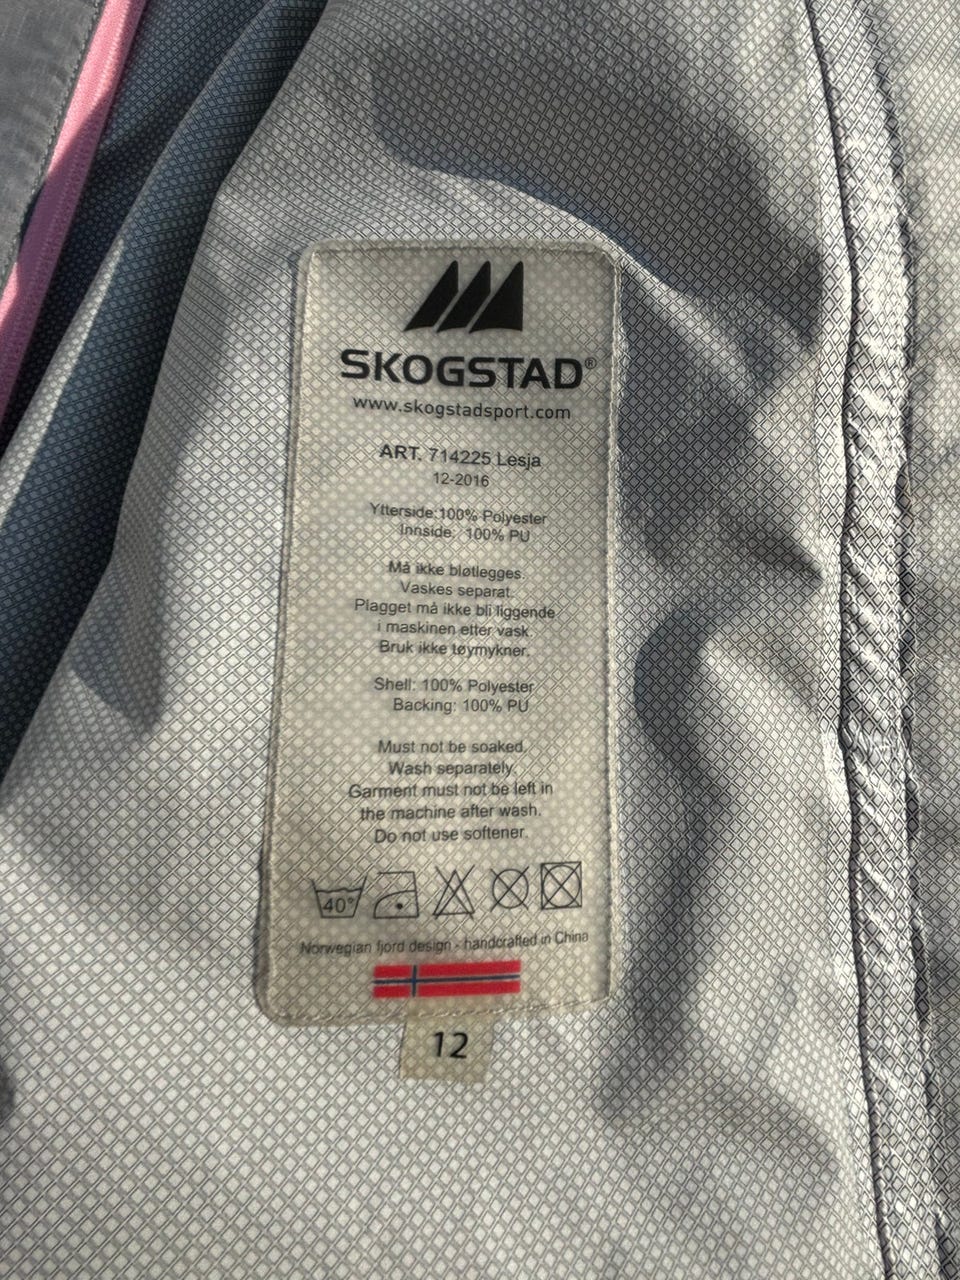 SKOGSTAD®
www.skogstadsport.com
ART. 714225 Lesja
12-2016
Ytterside:100% Polyester
Innside: 100% PU
Må ikke bløtlegges.
Vaskes separat.
Plagget må ikke bli liggende
i maskinen etter vask.
Bruk ikke tøymykner.
Shell: 100% Polyester
Backing: 100% PU
Must not be soaked.
Wash separately.
Garment must not be left in
the machine after wash.
Do not use softener.
40°
Norwegian fjord design - handcrafted in China
12